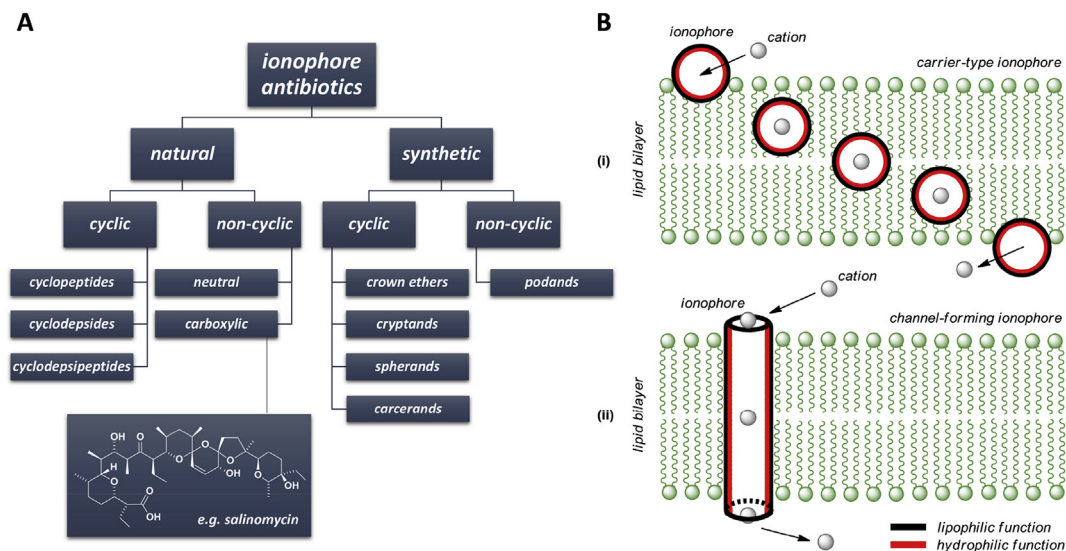 A
ionophore
antibiotics
natural
synthetic
cyclic
non-cyclic
cyclic
non-cyclic
cyclopeptides
neutral
crown ethers
podands
cyclodepsides
carboxylic
cryptands
cyclodepsipeptides
spherands
carcerands
OH
O
O
O
O
OH
H
O
O
OH
O
OH
e.g. salinomycin
B
ionophore
cation
carrier-type ionophore
lipid bilayer
(i)
cation
ionophore
channel-forming ionophore
lipid bilayer
(ii)
lipophilic function
hydrophilic function